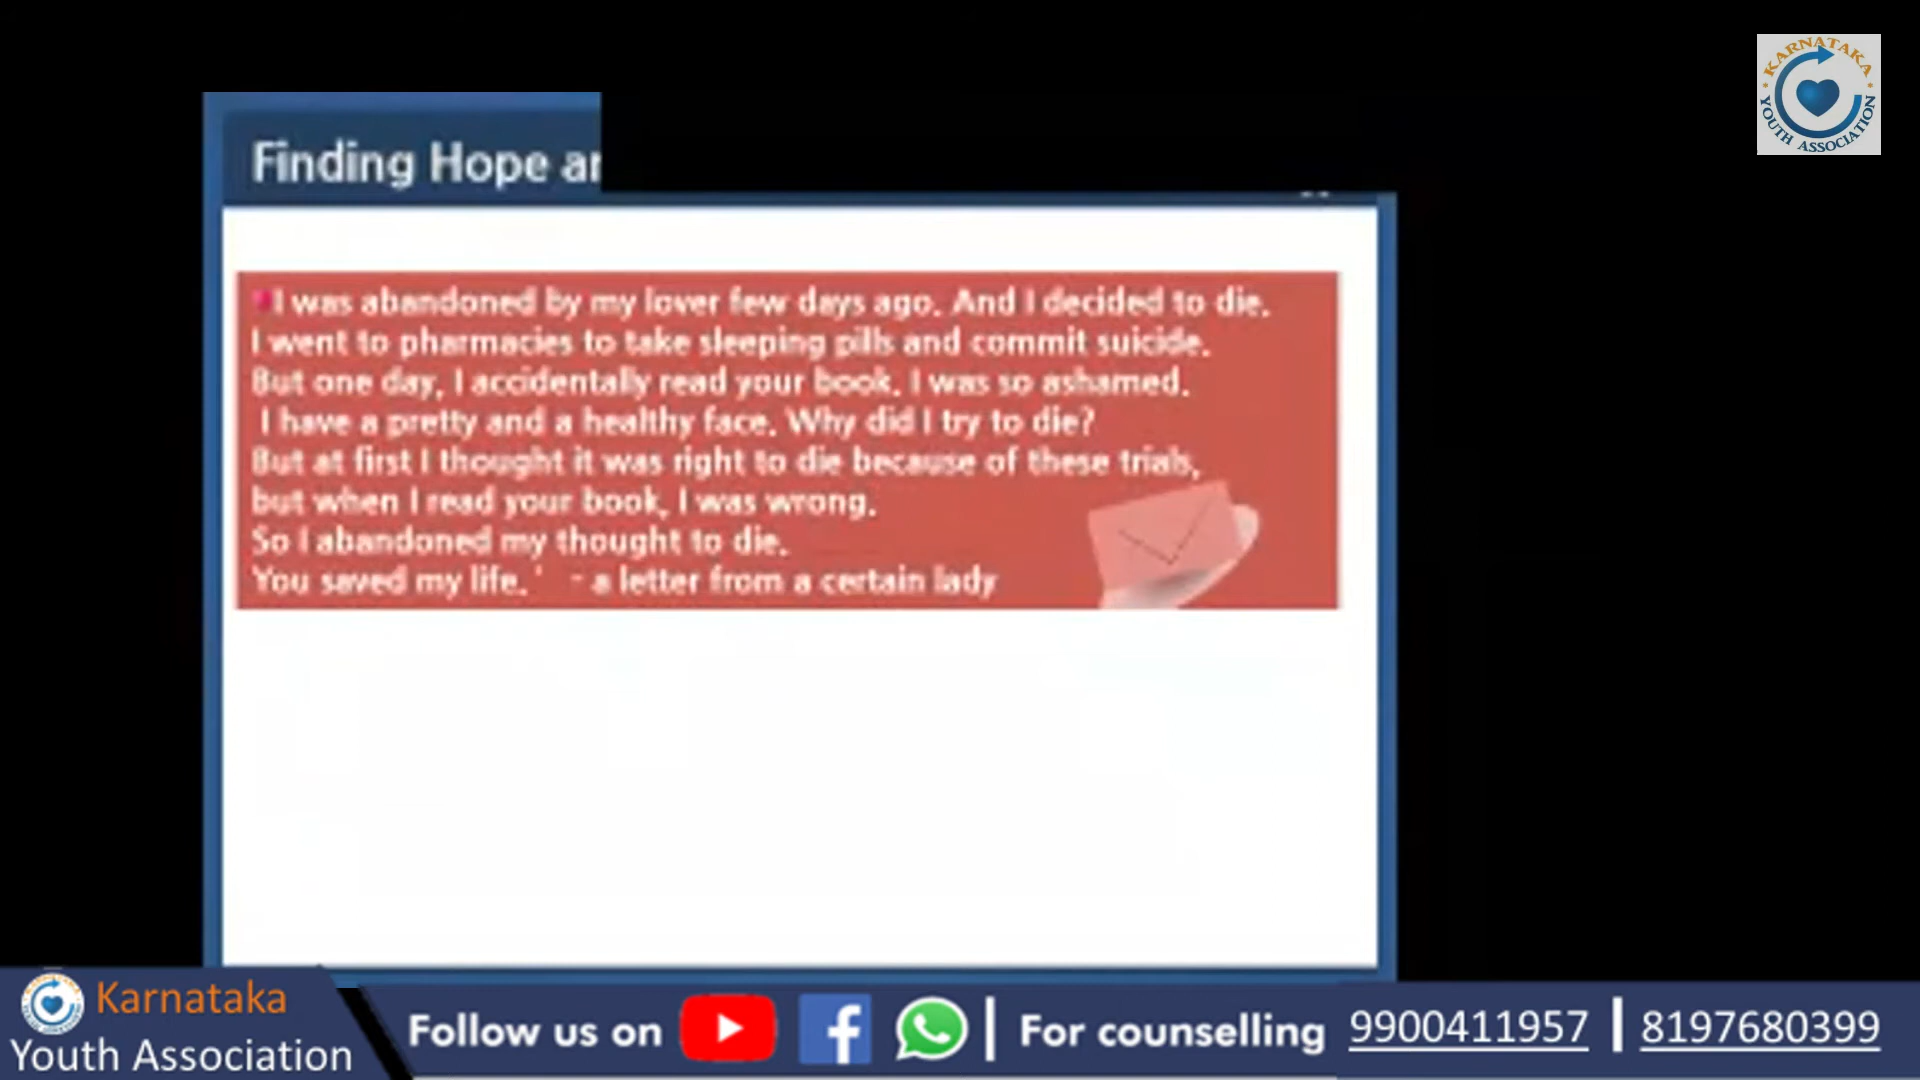 KARNATAKA
YOUTH ASSOCIATION
Finding Hope
I was abandoned by my lover few days ago. And I decided to die.
I went to pharmacies to take sleeping pills and commit suicide.
But one day, I accidentally read your book. I was so ashamed.
I have a pretty and a healthy face. Why did I try to die?
But at first I thought it was right to die because of these trials,
but when I read your book, I was wrong.
So I abandoned my thought to die.
You saved my life.' - a letter from a certain lady
Karnataka
Youth Association
Follow us on | For counselling 9900411957 | 8197680399